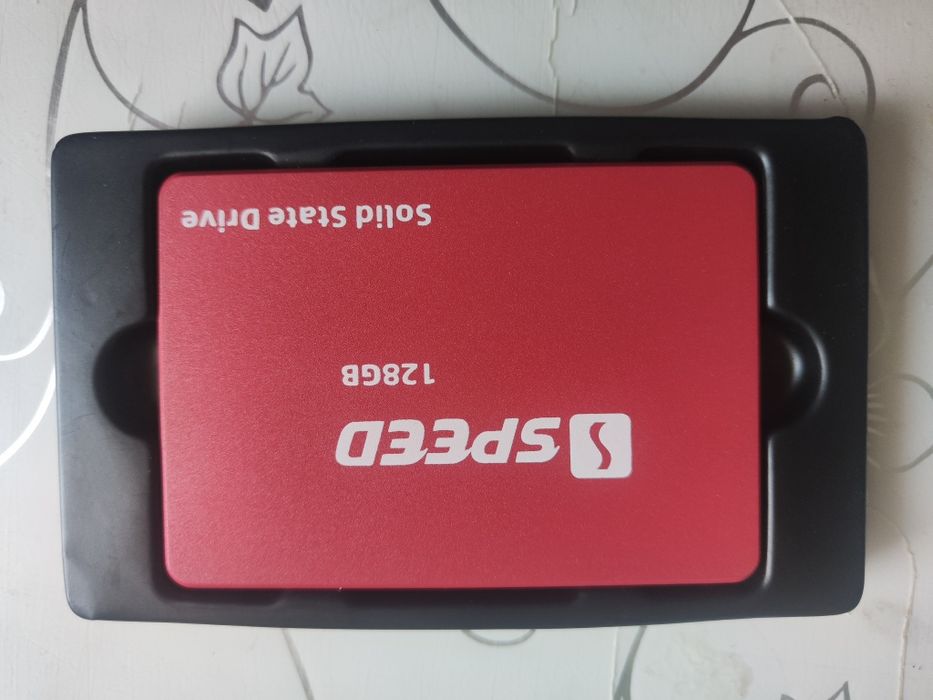 SPEED
128GB
Solid State Drive